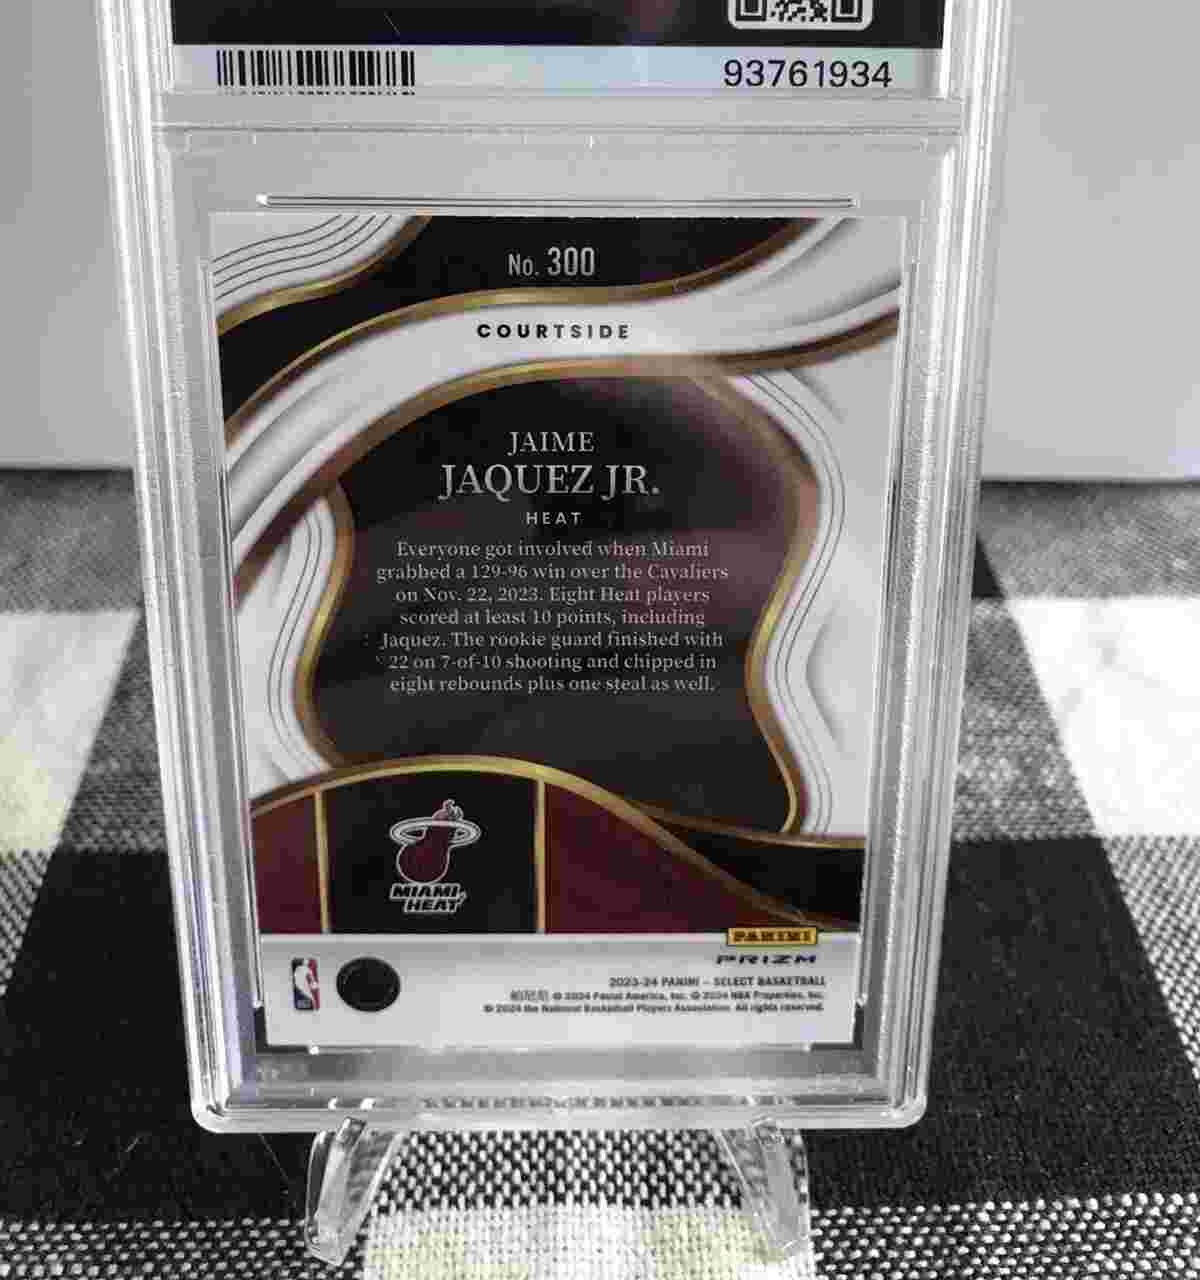 93761934
No. 300
COURTSIDE
JAIME
JAQUEZ JR.
HEAT
Everyone got involved when Miami
grabbed a 129-96 win over the Cavaliers
on Nov. 22, 2023. Eight Heat players
scored at least 10 points, including
Jaquez. The rookie guard finished with
22 on 7-of-10 shooting and chipped in
eight rebounds plus one steal as well.
MIAMI
HEAT
PANINI
PRIZM
2023-24 PANINI – SELECT BASKETBALL
帕尼尼 © 2024 Panini America, Inc. © 2024 NBA Properties, Inc.
© 2024 the National Basketball Players Association. All rights reserved.